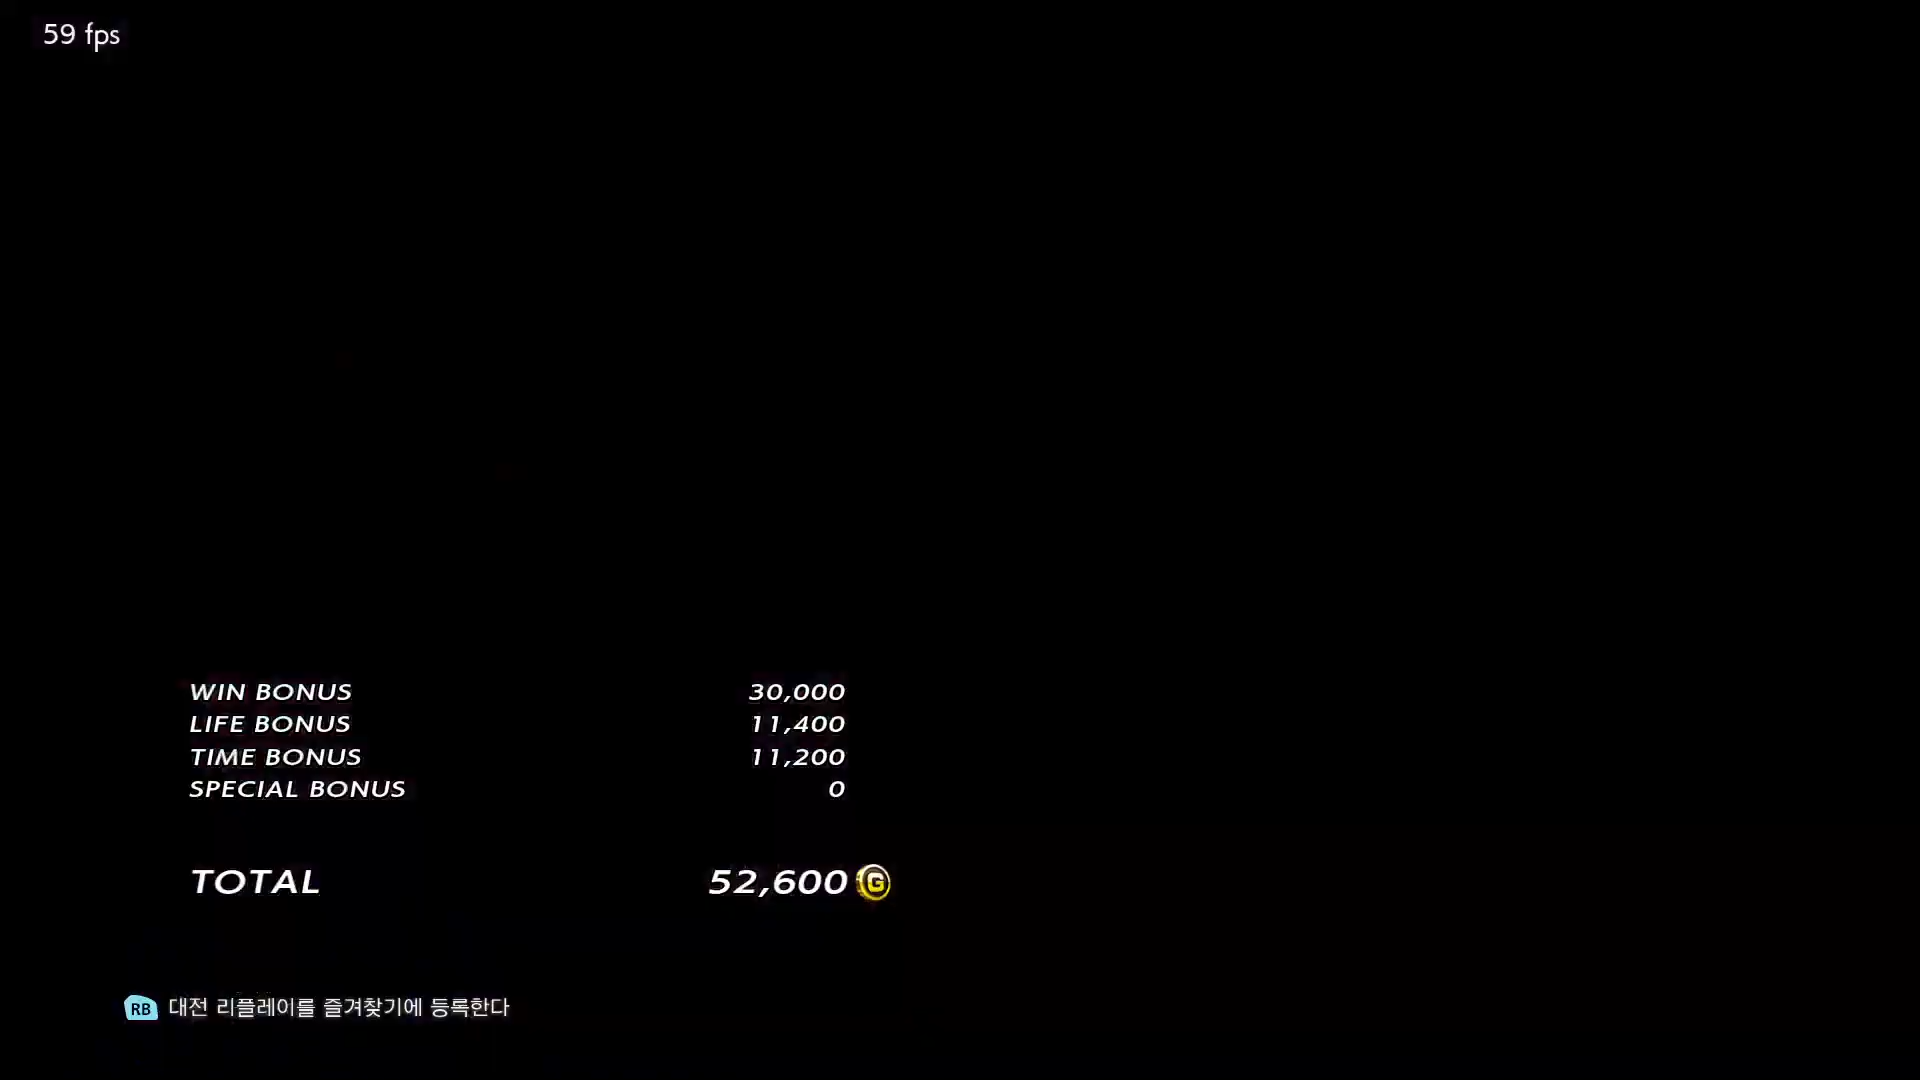 59 fps
WIN BONUS 30,000
LIFE BONUS 11,400
TIME BONUS 11,200
SPECIAL BONUS 0
TOTAL 52,600 G
RB 대전 리플레이를 즐겨찾기에 등록한다